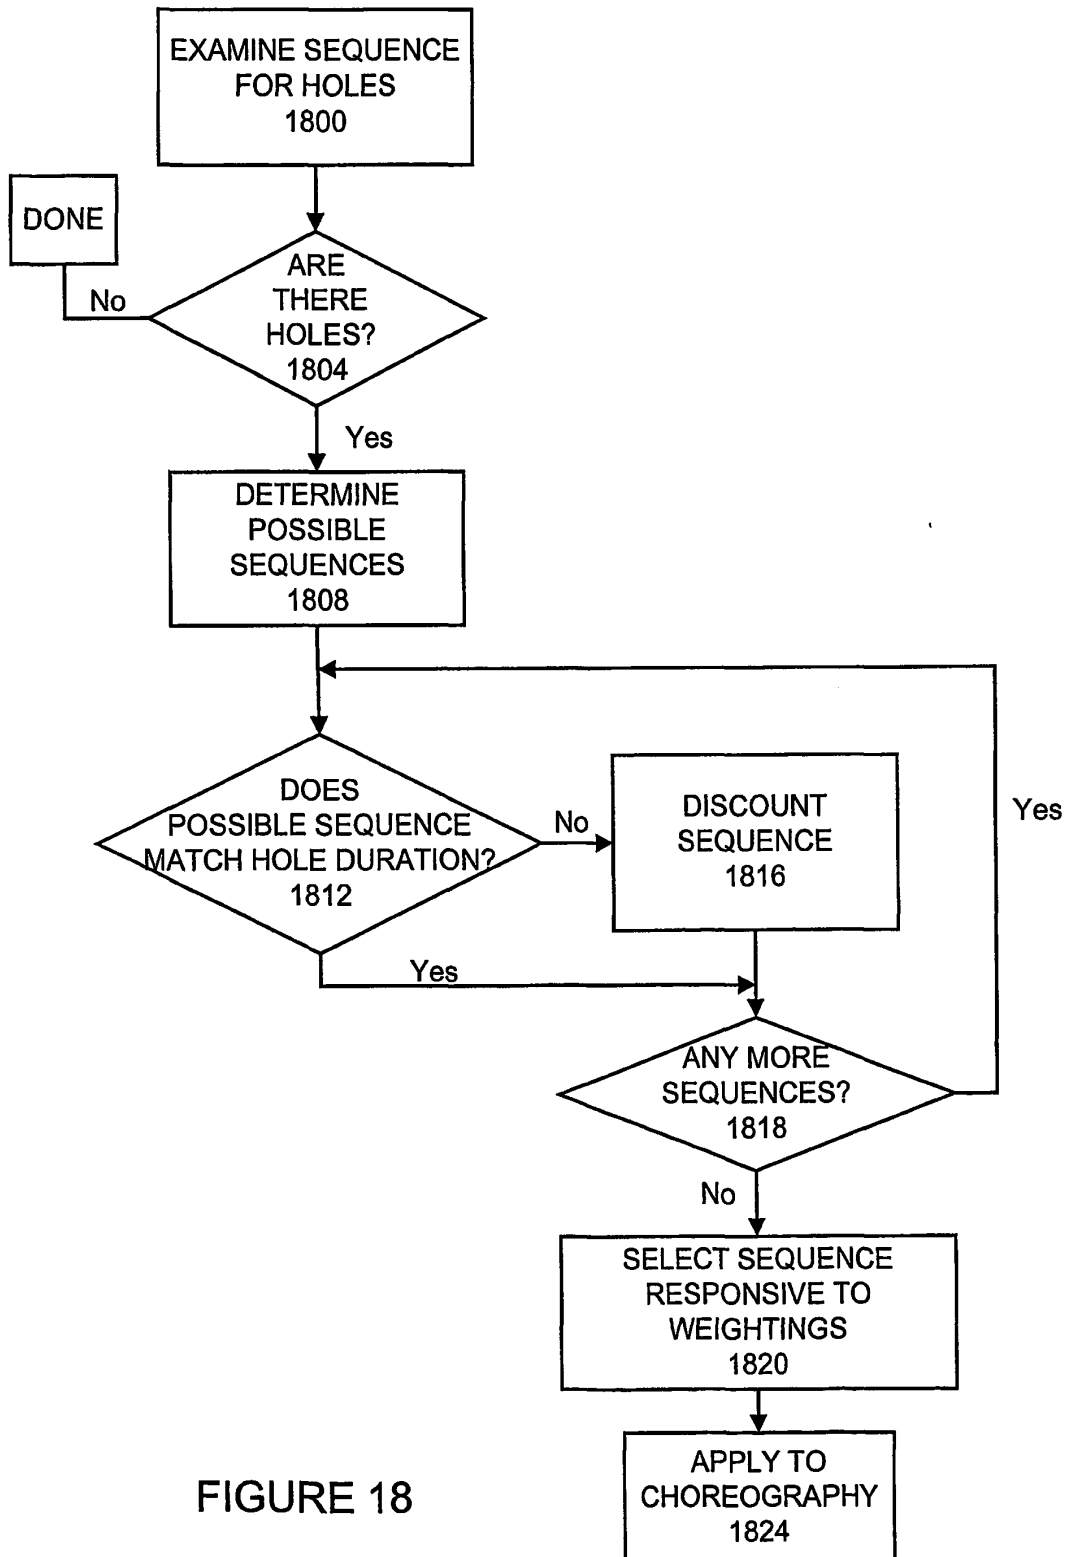 EXAMINE SEQUENCE
FOR HOLES
1800
DONE
No
ARE
THERE
HOLES?
1804
Yes
DETERMINE
POSSIBLE
SEQUENCES
1808
DOES
POSSIBLE SEQUENCE
MATCH HOLE DURATION?
1812
No
DISCOUNT
SEQUENCE
1816
Yes
Yes
ANY MORE
SEQUENCES?
1818
No
SELECT SEQUENCE
RESPONSIVE TO
WEIGHTINGS
1820
APPLY TO
CHOREOGRAPHY
1824
FIGURE 18